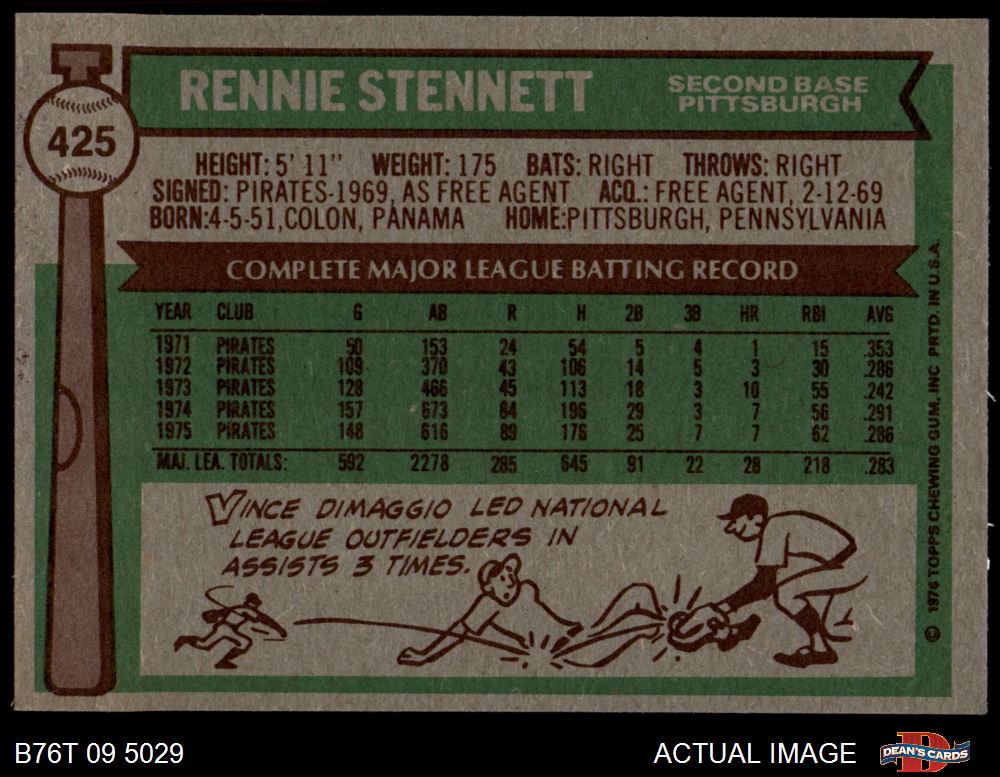 RENNIE STENNETT
SECOND BASE
PITTSBURGH
425
HEIGHT: 5' 11" WEIGHT: 175 BATS: RIGHT THROWS: RIGHT
SIGNED: PIRATES-1969, AS FREE AGENT ACQ.: FREE AGENT, 2-12-69
BORN:4-5-51,COLON, PANAMA HOME:PITTSBURGH, PENNSYLVANIA
COMPLETE MAJOR LEAGUE BATTING RECORD
YEAR CLUB G AB R H 2B 3B HR RBI AVG
1971 PIRATES 50 153 24 54 5 4 1 15 .353
1972 PIRATES 109 370 43 106 14 5 3 30 .286
1973 PIRATES 128 466 45 113 18 3 10 55 .242
1974 PIRATES 157 673 84 196 29 3 7 56 .291
1975 PIRATES 148 616 89 176 25 7 7 62 .286
MAJ. LEA. TOTALS: 592 2278 285 645 91 22 28 218 .283
VINCE DIMAGGIO LED NATIONAL
LEAGUE OUTFIELDERS IN
ASSISTS 3 TIMES.
© 1976 TOPPS CHEWING GUM, INC PRTD. IN U.S.A.
B76T 09 5029
ACTUAL IMAGE
DEAN'S CARDS